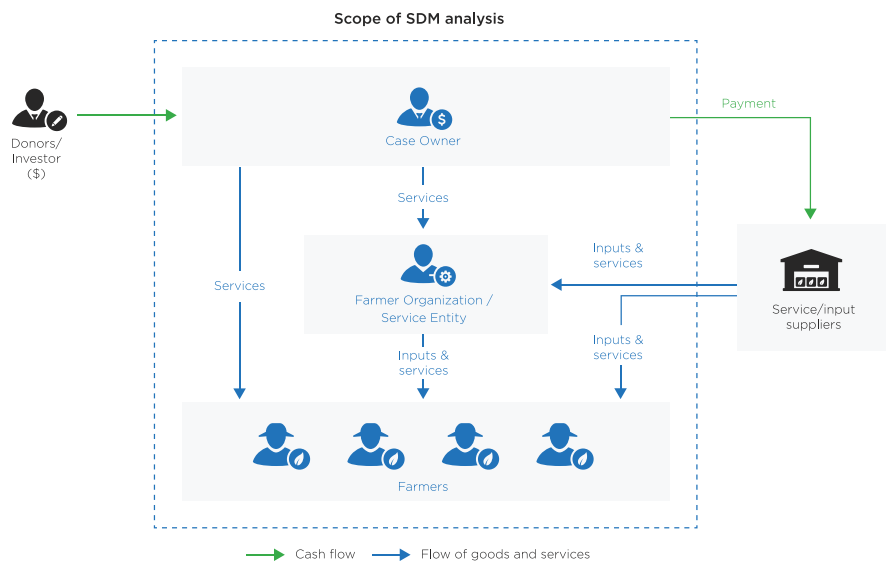 Scope of SDM analysis
Donors/
Investor
($)
$
Case Owner
Payment
Services
Services
Inputs &
services
Farmer Organization /
Service Entity
Service/input
suppliers
Inputs &
services
Inputs &
services
Farmers
Cash flow
Flow of goods and services